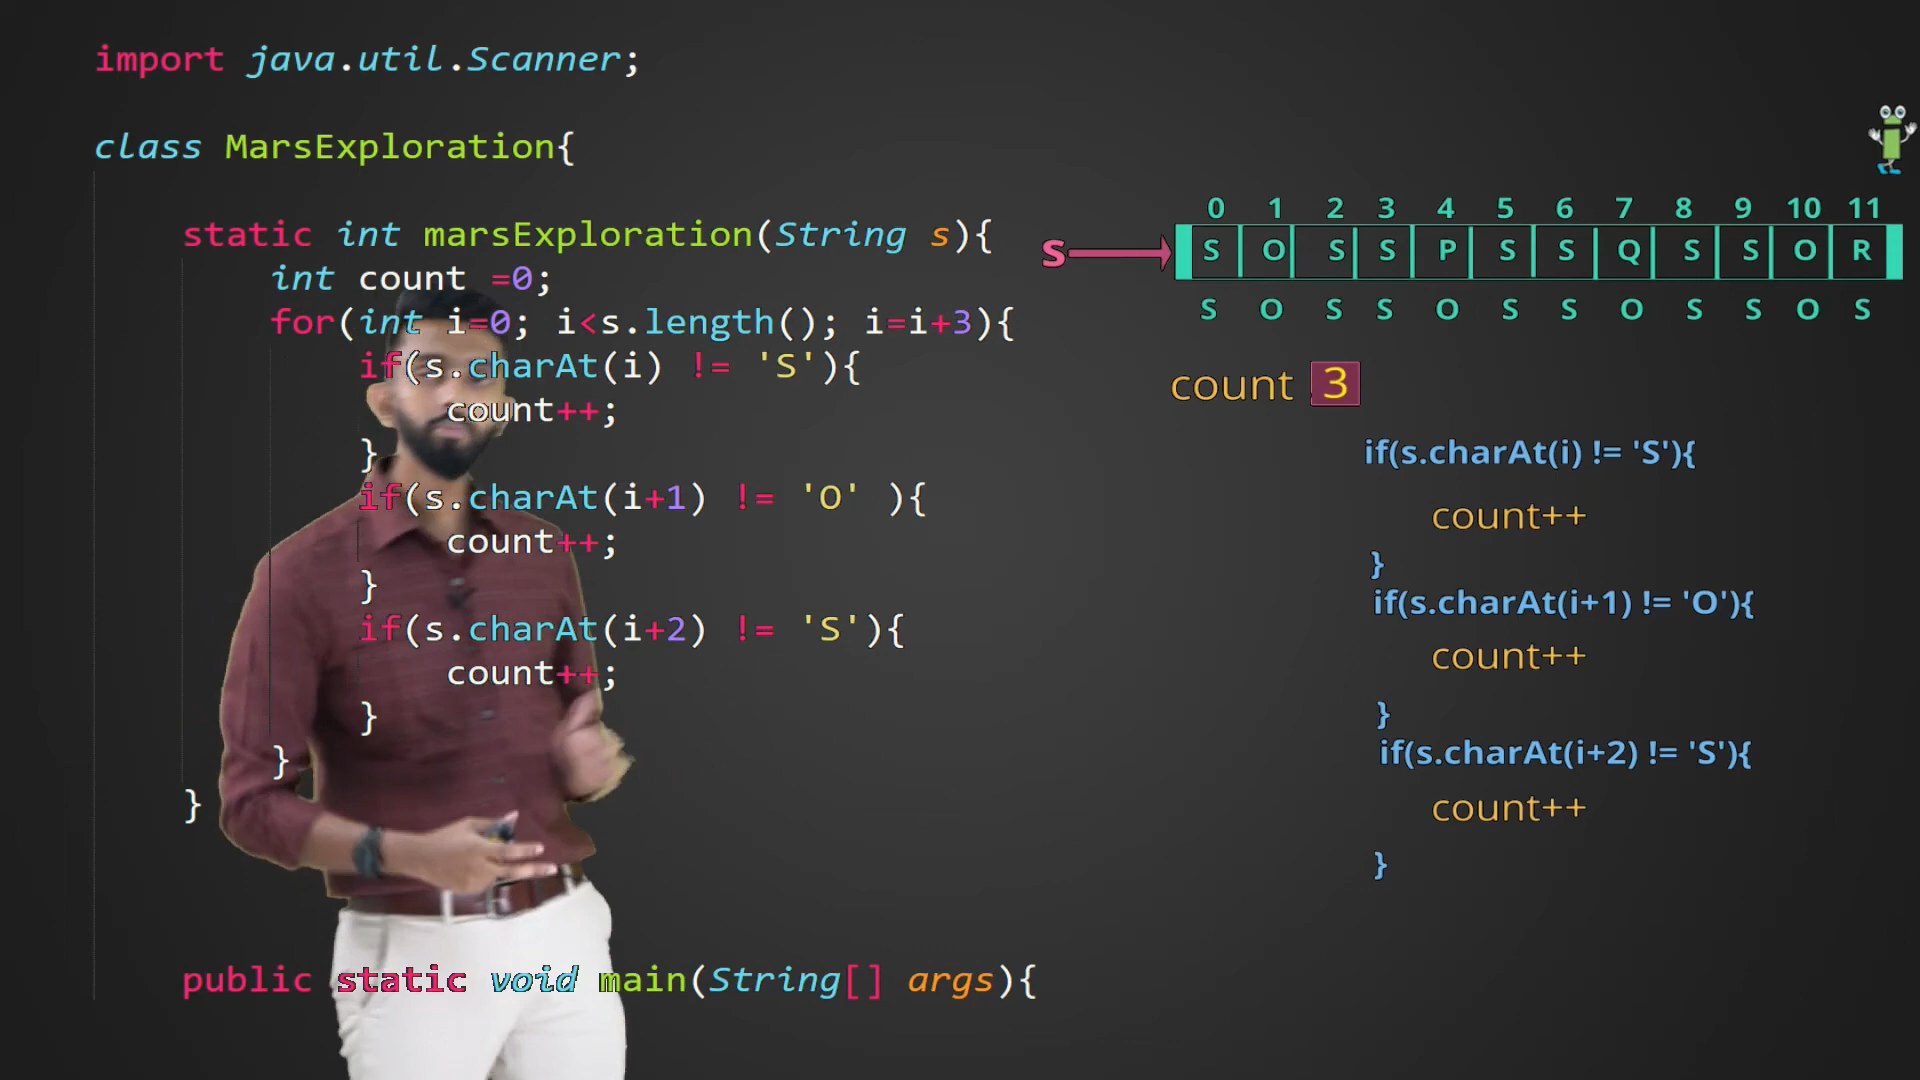 import java.util.Scanner;
class MarsExploration{
static int marsExploration(String s){
int count =0;
for(int i=0; i<s.length(); i=i+3){
if(s.charAt(i) != 'S'){
count++;
}
if(s.charAt(i+1) != 'O' ){
count++;
}
if(s.charAt(i+2) != 'S'){
count++;
}
}
}
public static void main(String[] args){
0 1 2 3 4 5 6 7 8 9 10 11
S S O S S P S S Q S S O R
S O S S O S S O S S O S
count 3
if(s.charAt(i) != 'S'){
count++
}
if(s.charAt(i+1) != 'O'){
count++
}
if(s.charAt(i+2) != 'S'){
count++
}